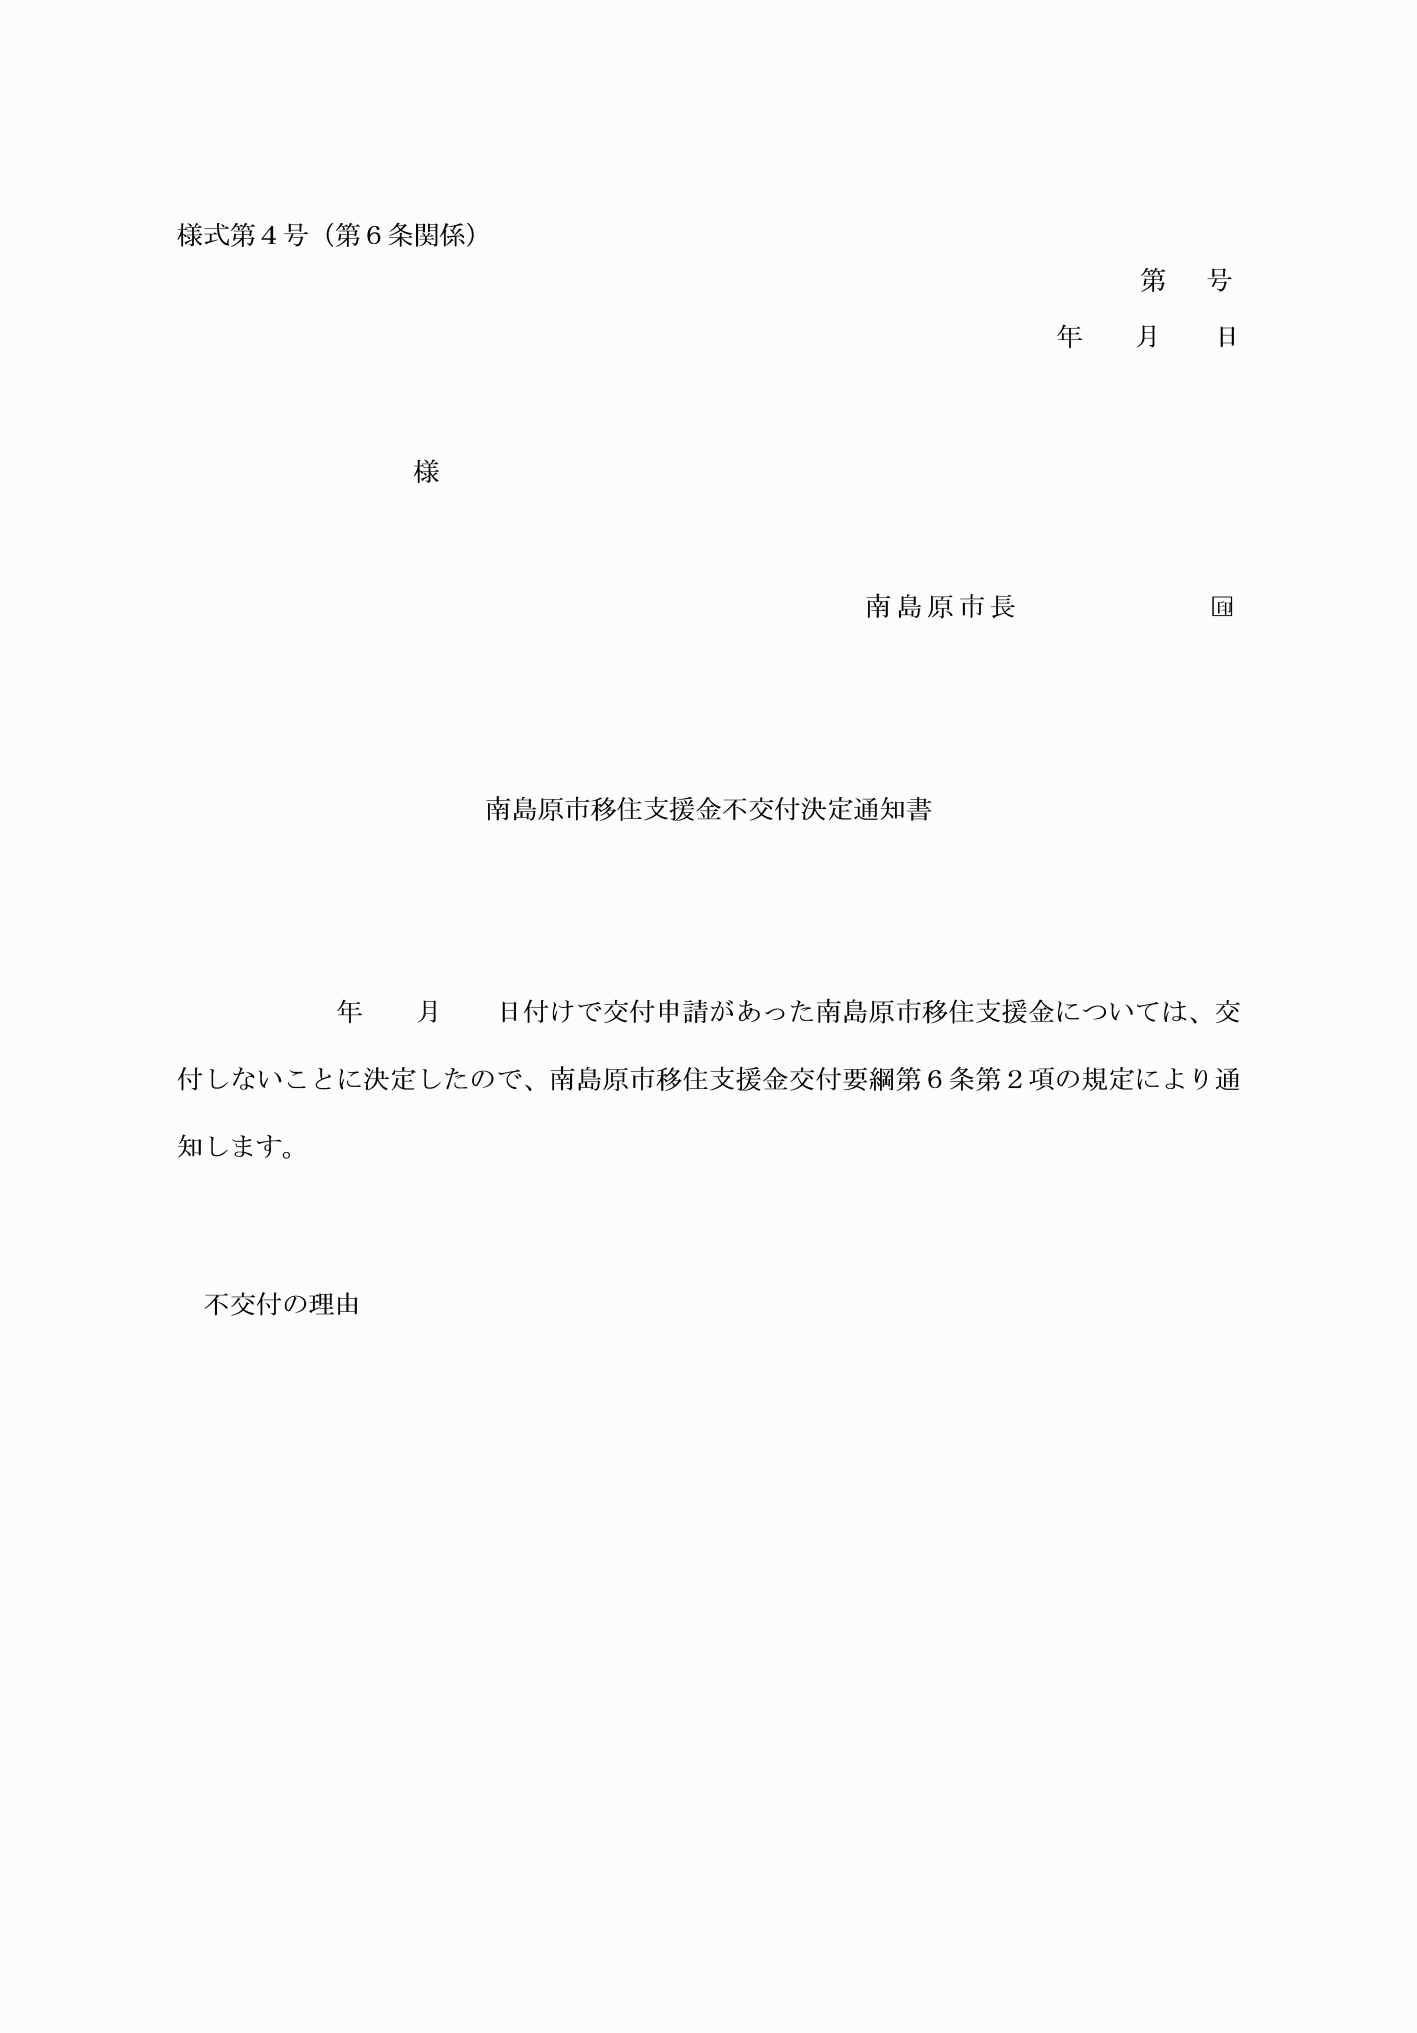 様式第４号（第６条関係）
第　号
年　　月　　日
様
南島原市長　　　　　　　印
南島原市移住支援金不交付決定通知書
年　　月　　日付けで交付申請があった南島原市移住支援金については、交
付しないことに決定したので、南島原市移住支援金交付要綱第６条第２項の規定により通
知します。
不交付の理由